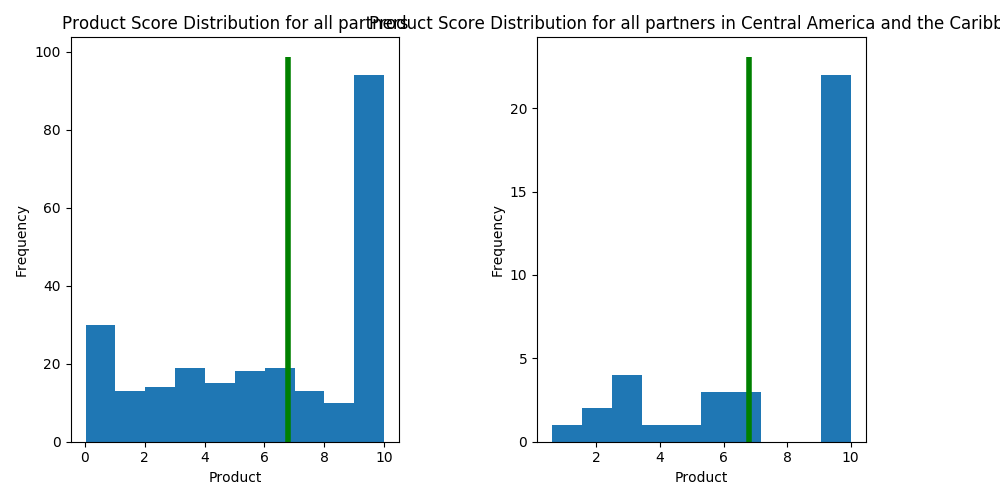 Product Score Distribution for all partners
Product Score Distribution for all partners in Central America and the Caribb
100
80
60
40
20
0
Frequency
0 2 4 6 8 10
Product
20
15
10
5
0
Frequency
2 4 6 8 10
Product